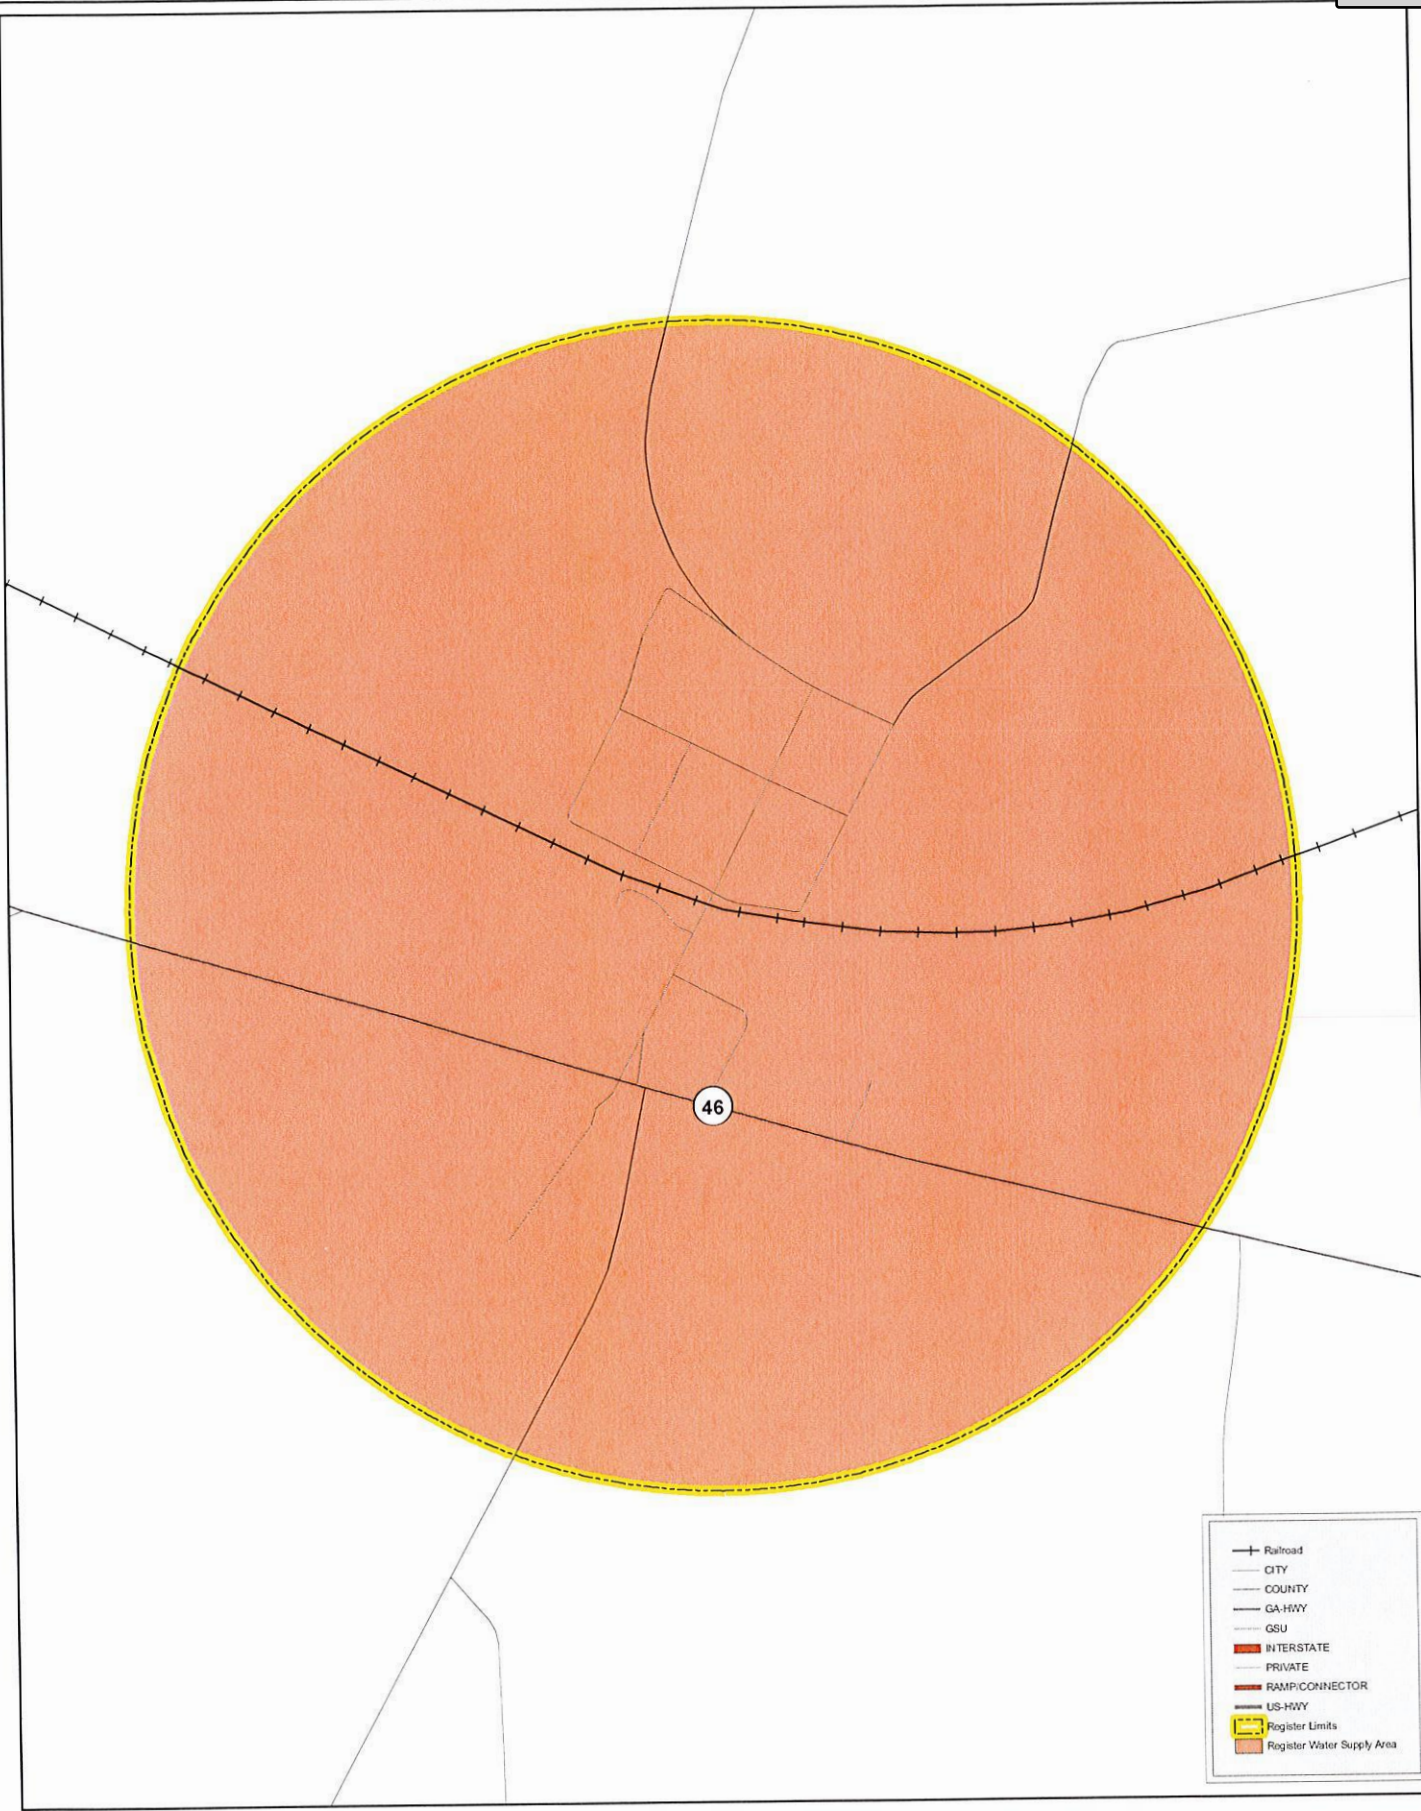 46
Railroad
CITY
COUNTY
GA-HWY
GSU
INTERSTATE
PRIVATE
RAMP/CONNECTOR
US-HWY
Register Limits
Register Water Supply Area